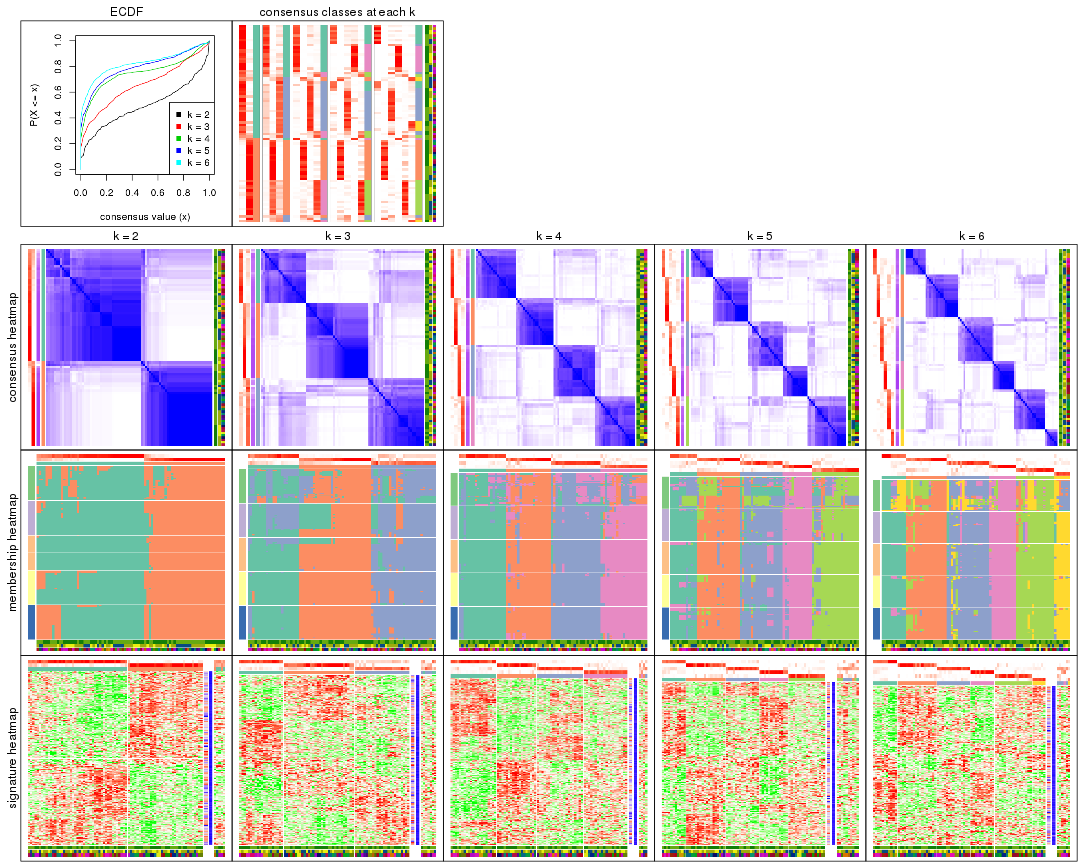 ECDF
consensus classes at each k
P(X <= x)
0.0 0.2 0.4 0.6 0.8 1.0
k = 2
k = 3
k = 4
k = 5
k = 6
0.0 0.2 0.4 0.6 0.8 1.0
consensus value (x)
k = 2
k = 3
k = 4
k = 5
k = 6
consensus heatmap
membership heatmap
signature heatmap